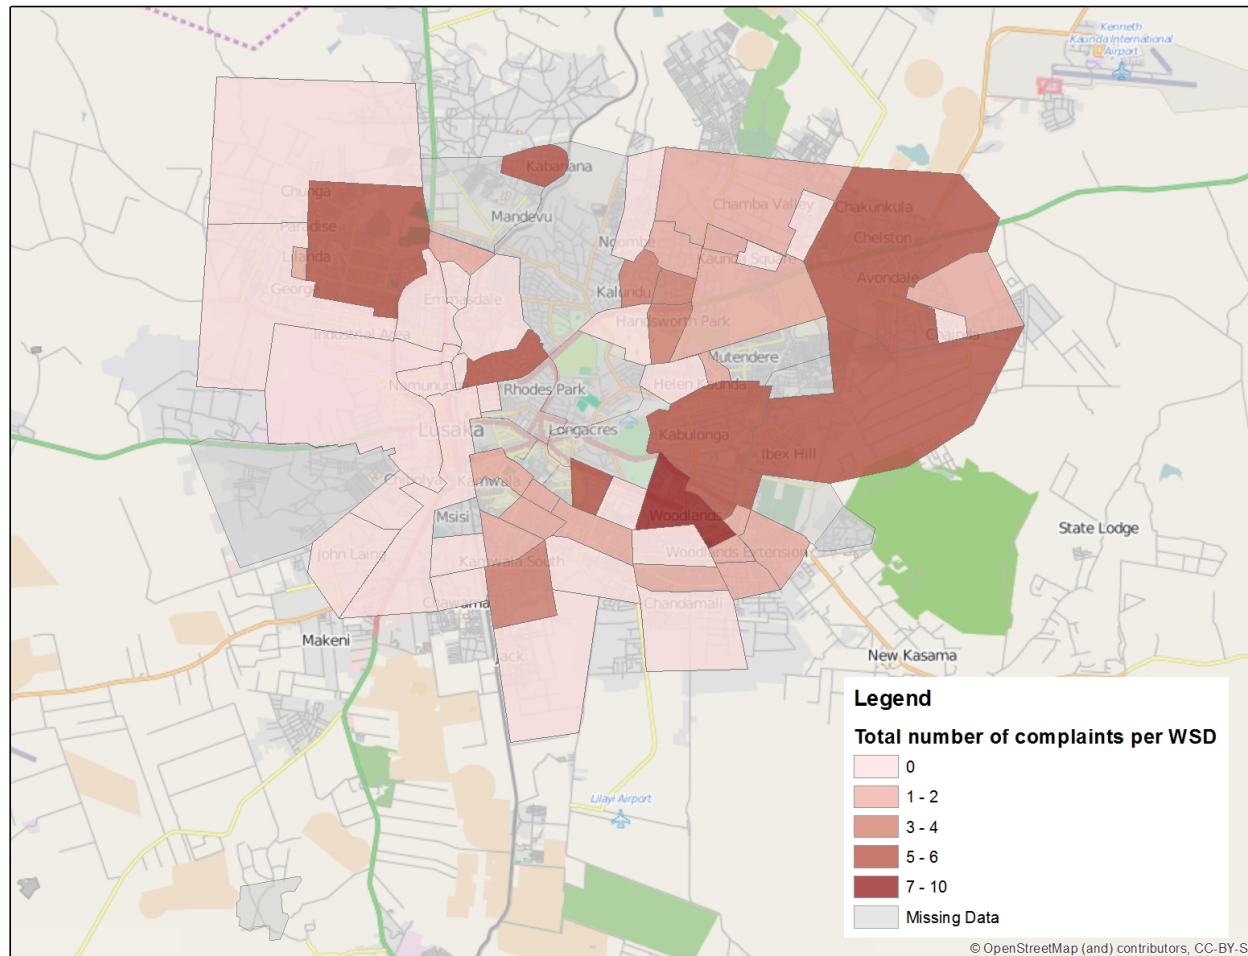 Kenneth
Kaunda International
Airport
Kabanana
Chunga
Mandevu
Chamba Valley
Chakunkula
Paradise
Chelston
Ngombe
Lilanda
Kaunda Square
Avondale
George
Kalundu
Emmasdale
Handsworth Park
Industrial Area
Mutendere
Helen Kaunda
Rhodes Park
Lusaka
Longacres
Kabulonga
Ibex Hill
Chibolya
Kamwala
Msisi
Woodlands
State Lodge
John Laing
Kamwala South
Woodlands Extension
Chawama
Chandamali
Makeni
Jack
New Kasama
Lilayi Airport
Legend
Total number of complaints per WSD
0
1 - 2
3 - 4
5 - 6
7 - 10
Missing Data
© OpenStreetMap (and) contributors, CC-BY-S